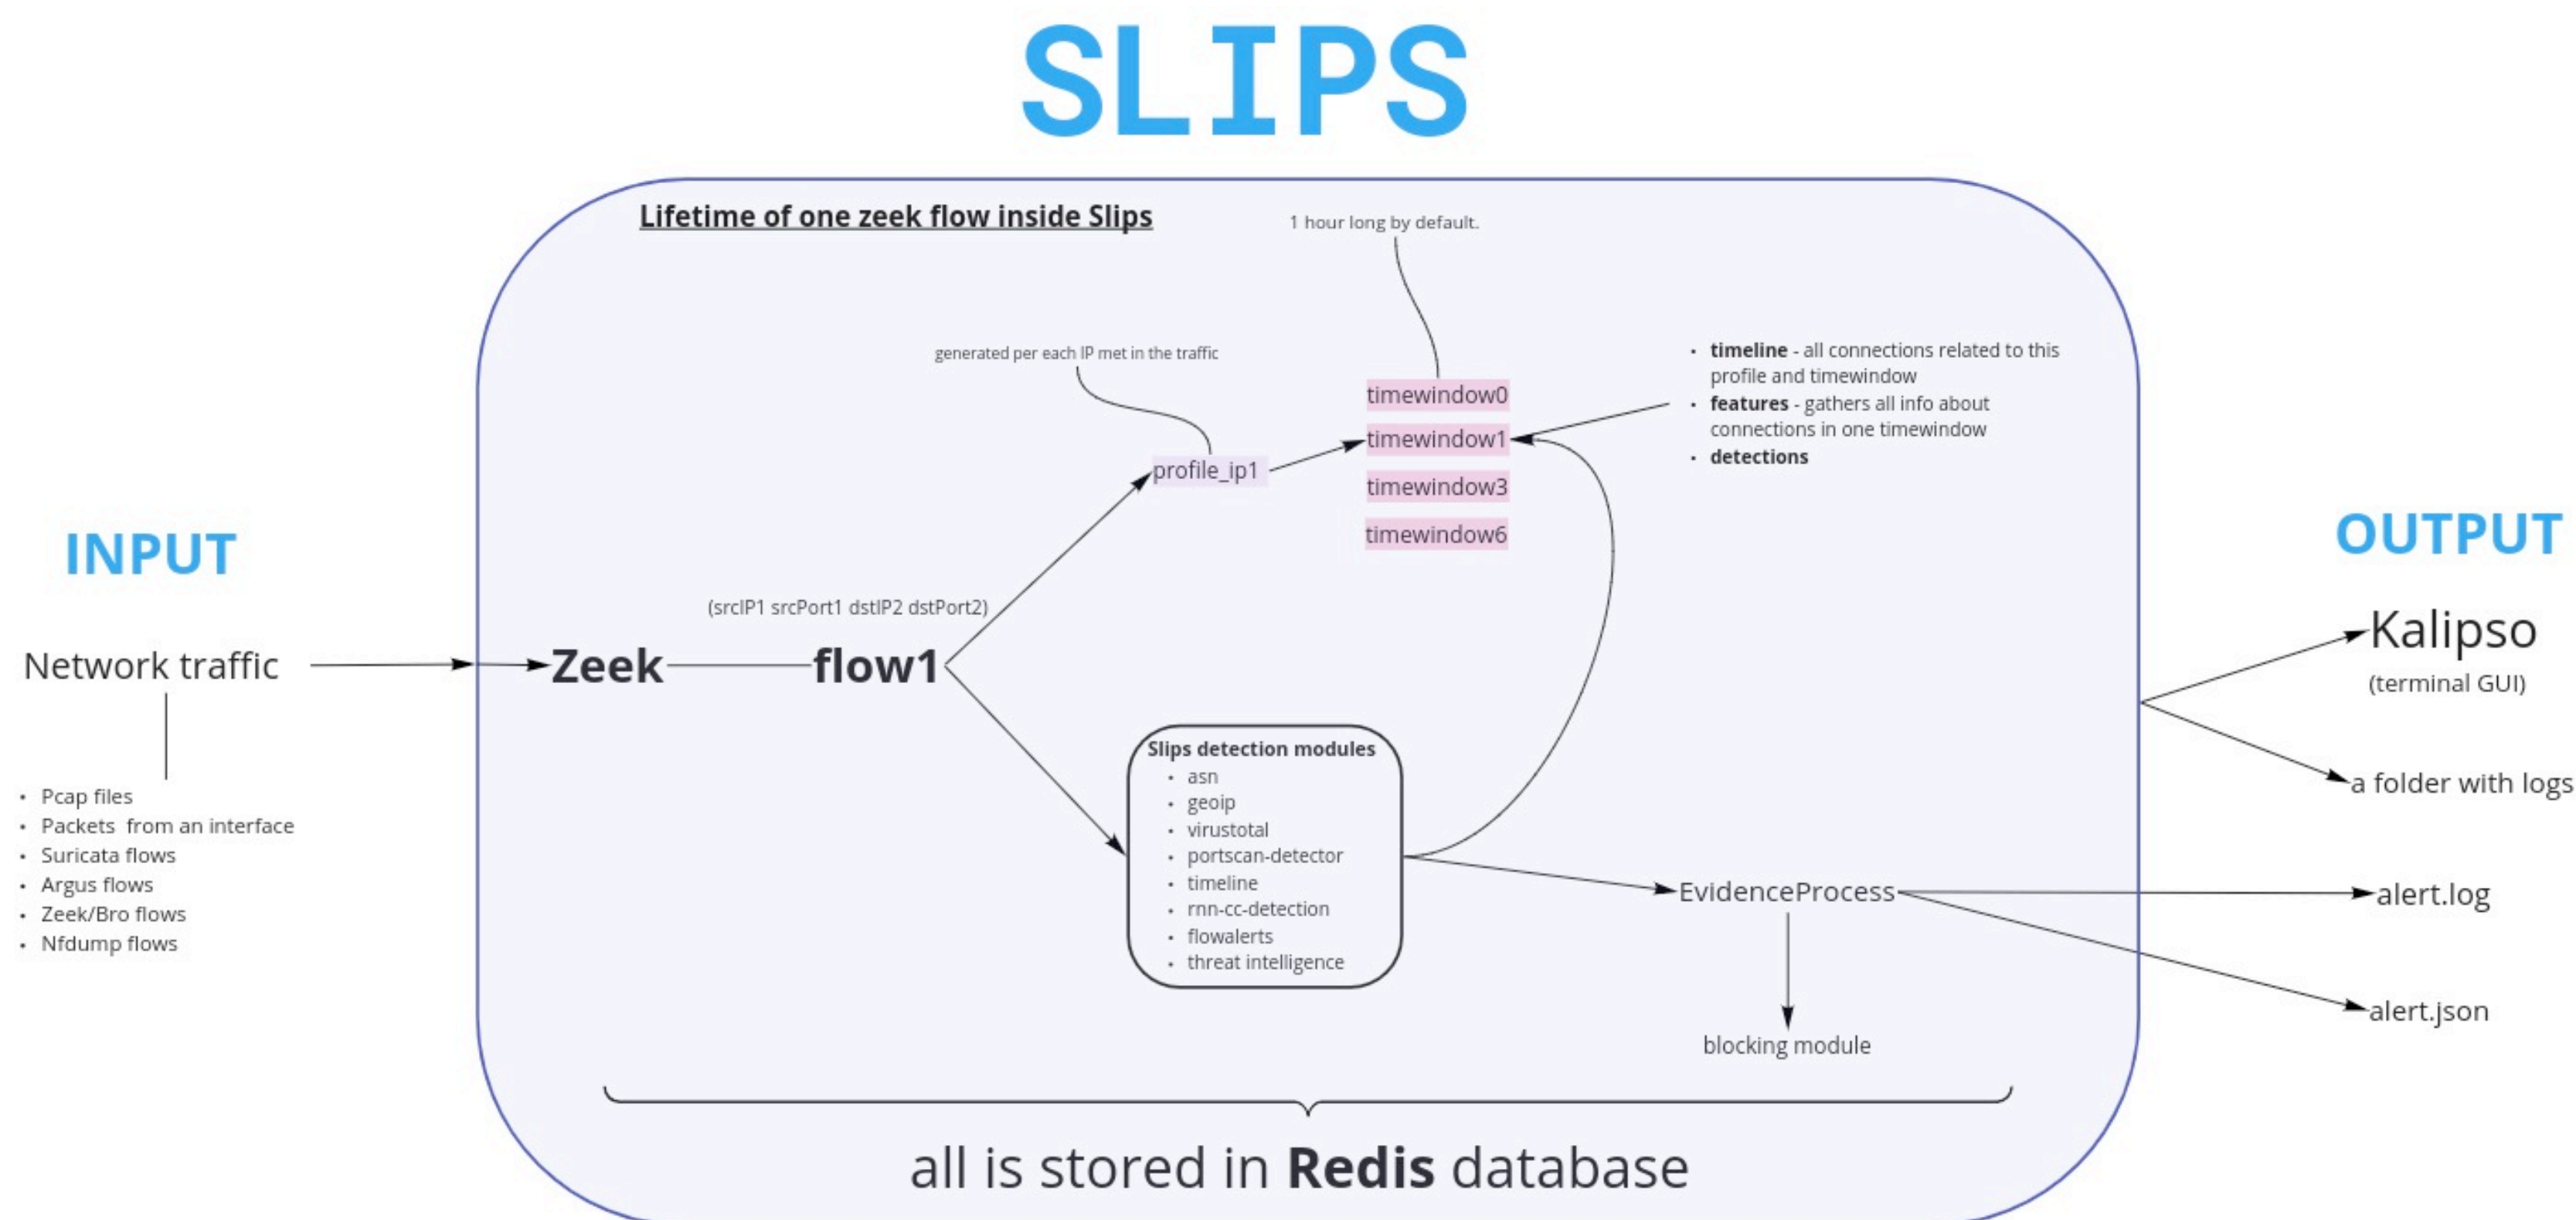 SLIPS
Lifetime of one zeek flow inside Slips
1 hour long by default.
generated per each IP met in the traffic
timewindow0
timewindow1
timewindow3
timewindow6
profile_ip1
• timeline - all connections related to this
profile and timewindow
• features - gathers all info about
connections in one timewindow
• detections
INPUT
Network traffic
• Pcap files
• Packets from an interface
• Suricata flows
• Argus flows
• Zeek/Bro flows
• Nfdump flows
(srcIP1 srcPort1 dstIP2 dstPort2)
Zeek
flow1
Slips detection modules
• asn
• geoip
• virustotal
• portscan-detector
• timeline
• rnn-cc-detection
• flowalerts
• threat intelligence
EvidenceProcess
blocking module
OUTPUT
Kalipso
(terminal GUI)
a folder with logs
alert.log
alert.json
all is stored in Redis database